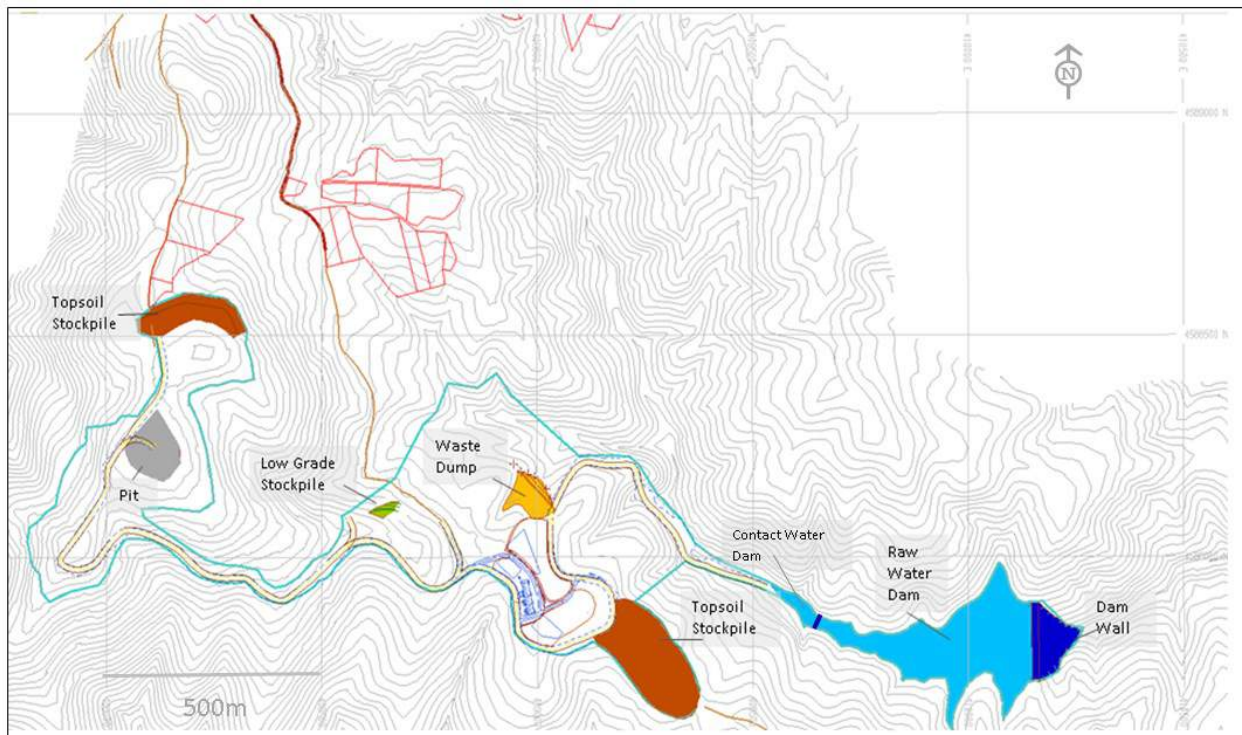 N
Topsoil
Stockpile
Low Grade
Stockpile
Waste
Dump
Pit
Contact Water
Dam
Raw
Water
Dam
Topsoil
Stockpile
Dam
Wall
500m